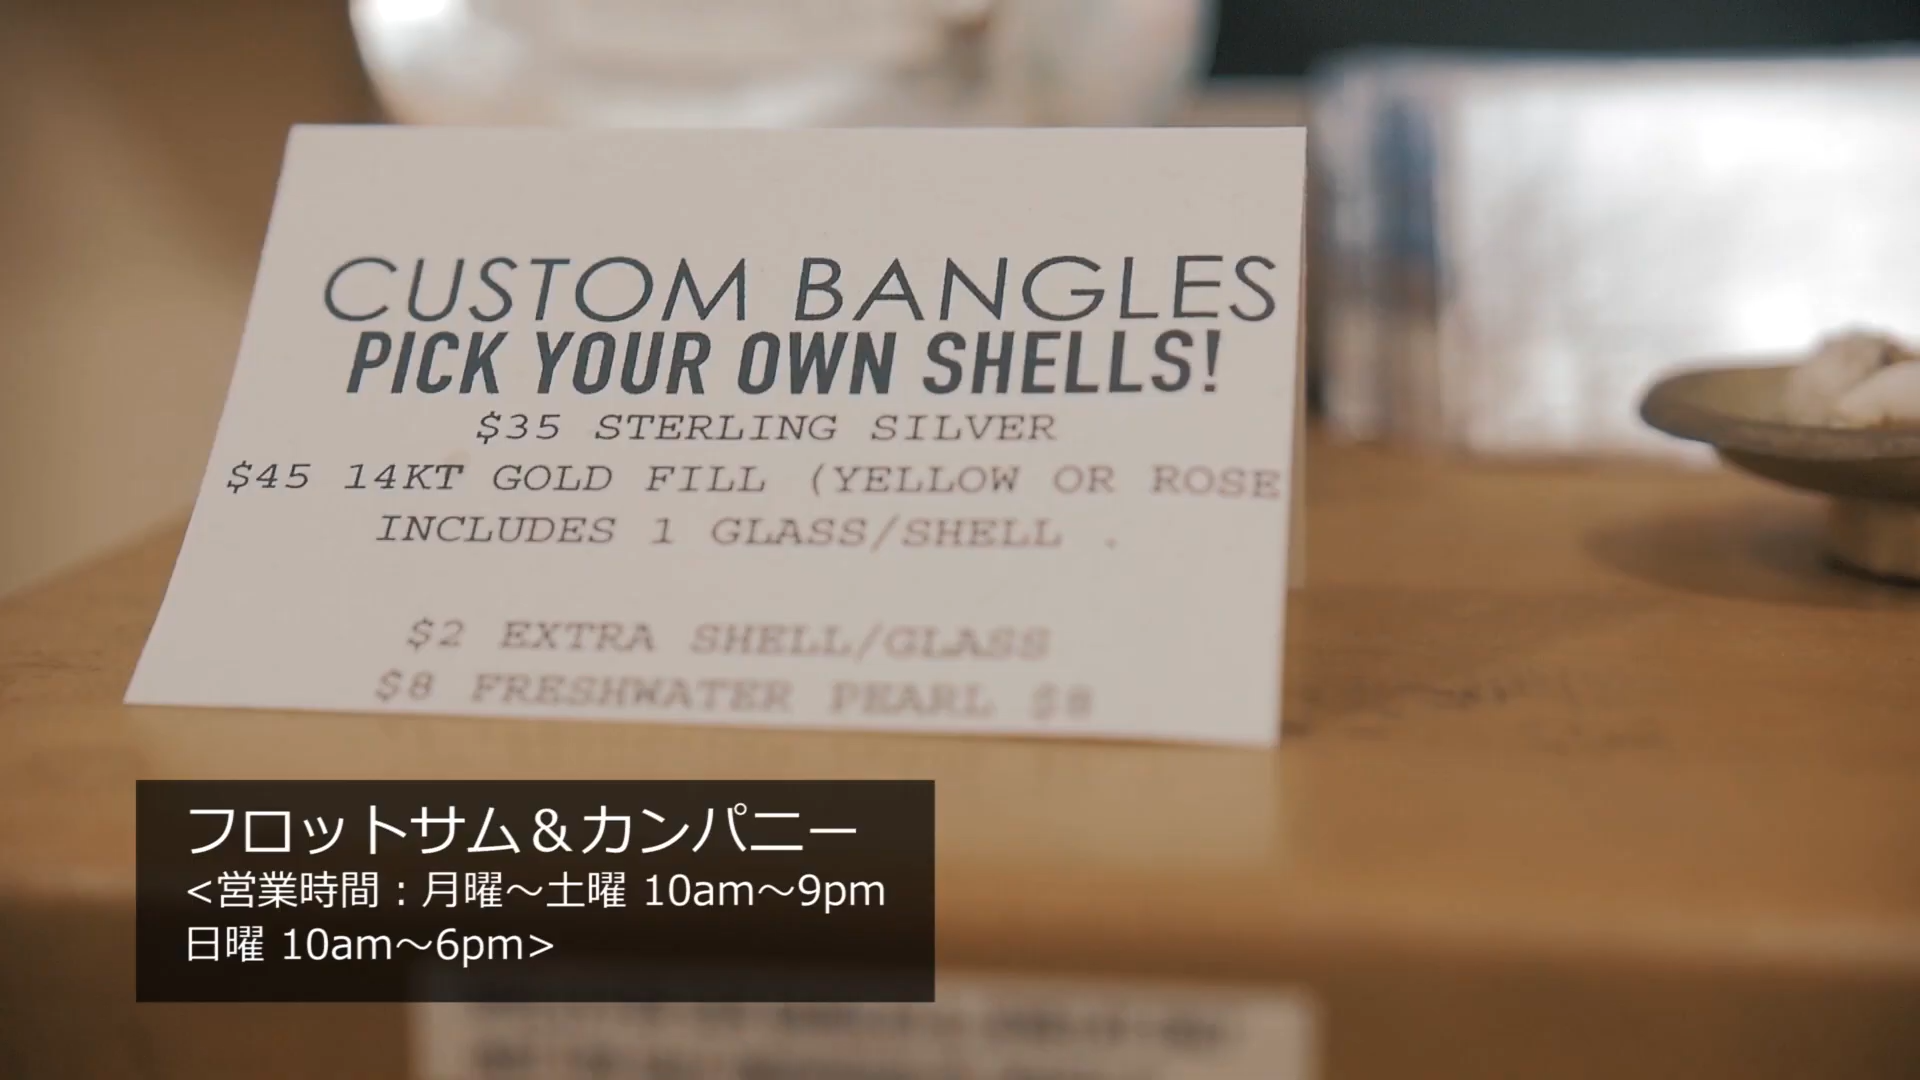 CUSTOM BANGLES
PICK YOUR OWN SHELLS!
$35 STERLING SILVER
$45 14KT GOLD FILL (YELLOW OR ROSE
INCLUDES 1 GLASS/SHELL .
$2 EXTRA SHELL/GLASS
$8 FRESHWATER PEARL $8
フロットサム＆カンパニー
<営業時間：月曜～土曜 10am～9pm
日曜 10am～6pm>